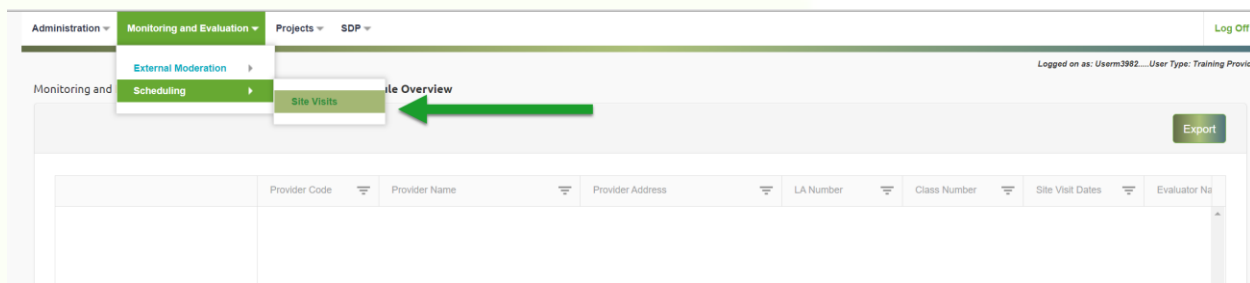 Administration Monitoring and Evaluation Projects SDP Log Off
External Moderation
Logged on as: Userm3982.....User Type: Training Provid
Monitoring and Scheduling Site Visits le Overview
Export
Provider Code Provider Name Provider Address LA Number Class Number Site Visit Dates Evaluator Na